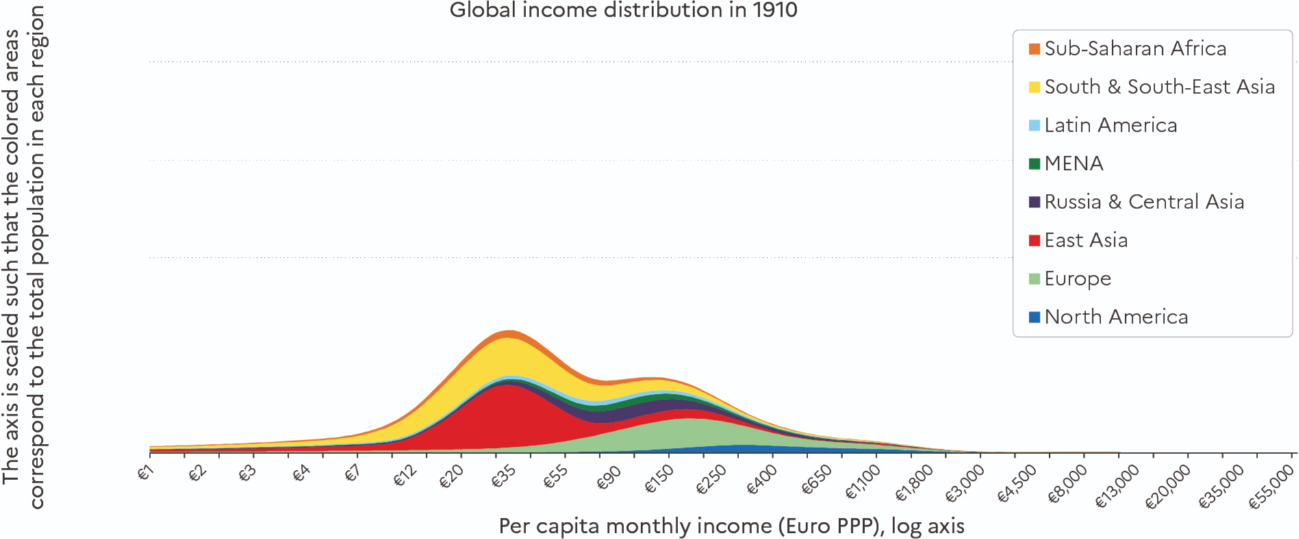 Global income distribution in 1910
The axis is scaled such that the colored areas
correspond to the total population in each region
Sub-Saharan Africa
South & South-East Asia
Latin America
MENA
Russia & Central Asia
East Asia
Europe
North America
€1 €2 €3 €4 €7 €12 €20 €35 €55 €90 €150 €250 €400 €650 €1,100 €1,800 €3,000 €4,500 €8,000 €13,000 €20,000 €35,000 €55,000
Per capita monthly income (Euro PPP), log axis